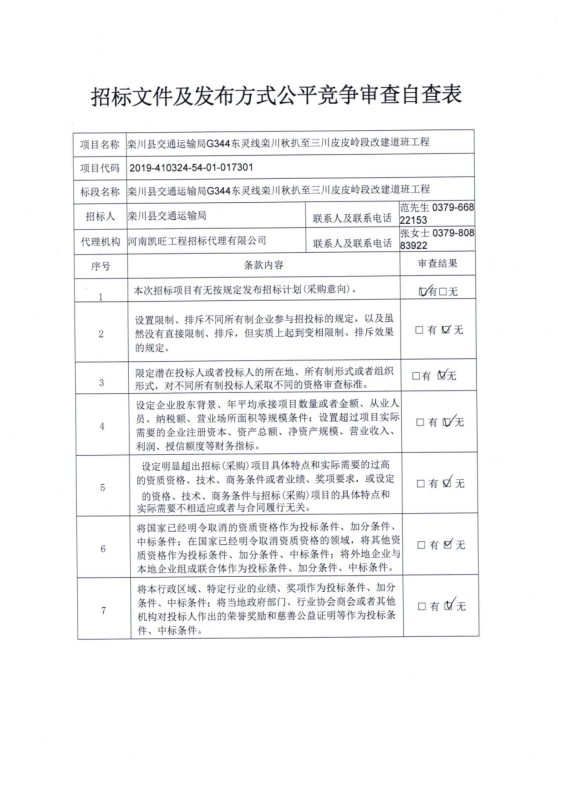 招标文件及发布方式公平竞争审查自查表
项目名称 栾川县交通运输局G344东灵线栾川秋扒至三川皮皮岭段改建道班工程
项目代码 2019-410324-54-01-017301
标段名称 栾川县交通运输局G344东灵线栾川秋扒至三川皮皮岭段改建道班工程
招标人 栾川县交通运输局 联系人及联系电话 范先生 0379-668
22153
代理机构 河南凯旺工程招标代理有限公司 联系人及联系电话 张女士 0379-808
83922
序号 条款内容 审查结果
1 本次招标项目有无按规定发布招标计划(采购意向)。 ☑有□无
2 设置限制、排斥不同所有制企业参与招投标的规定，以及虽
然没有直接限制、排斥，但实质上起到变相限制、排斥效果
的规定。 □有☑无
3 限定潜在投标人或者投标人的所在地、所有制形式或者组织
形式，对不同所有制投标人采取不同的资格审查标准。 □有☑无
4 设定企业股东背景、年平均承接项目数量或者金额、从业人
员、纳税额、营业场所面积等规模条件；设置超过项目实际
需要的企业注册资本、资产总额、净资产规模、营业收入、
利润、授信额度等财务指标。 □有☑无
5 设定明显超出招标(采购)项目具体特点和实际需要的过高
的资质资格、技术、商务条件或者业绩、奖项要求，或设定
的资格、技术、商务条件与招标(采购)项目的具体特点和
实际需要不相适应或者与合同履行无关。 □有☑无
6 将国家已经明令取消的资质资格作为投标条件、加分条件、
中标条件；在国家已经明令取消资质资格的领域，将其他资
质资格作为投标条件、加分条件、中标条件；将外地企业与
本地企业组成联合体作为投标条件、加分条件、中标条件。 □有☑无
7 将本行政区域、特定行业的业绩、奖项作为投标条件、加分
条件、中标条件；将当地政府部门、行业协会商会或者其他
机构对投标人作出的荣誉奖励和慈善公益证明等作为投标条
件、中标条件。 □有☑无